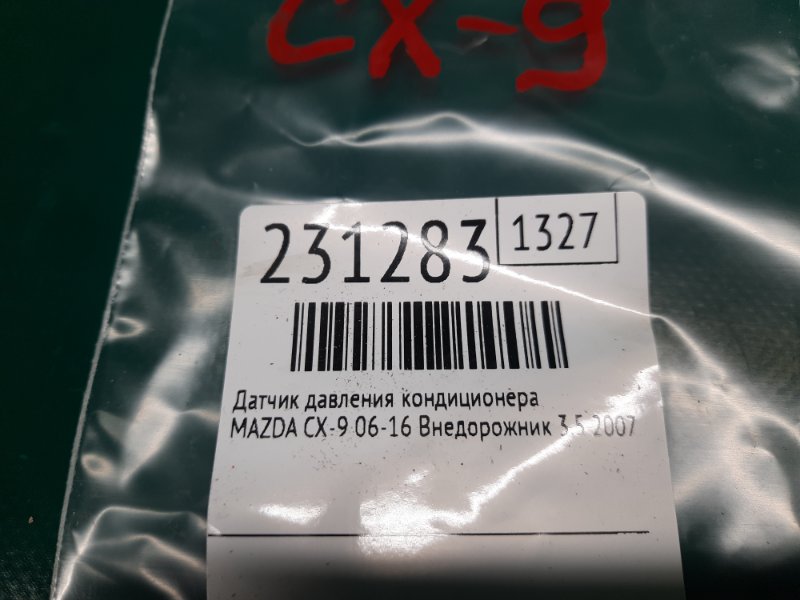 CX-9
231283 1327
Датчик давления кондиционера
MAZDA CX-9 06-16 Внедорожник 3.5 2007